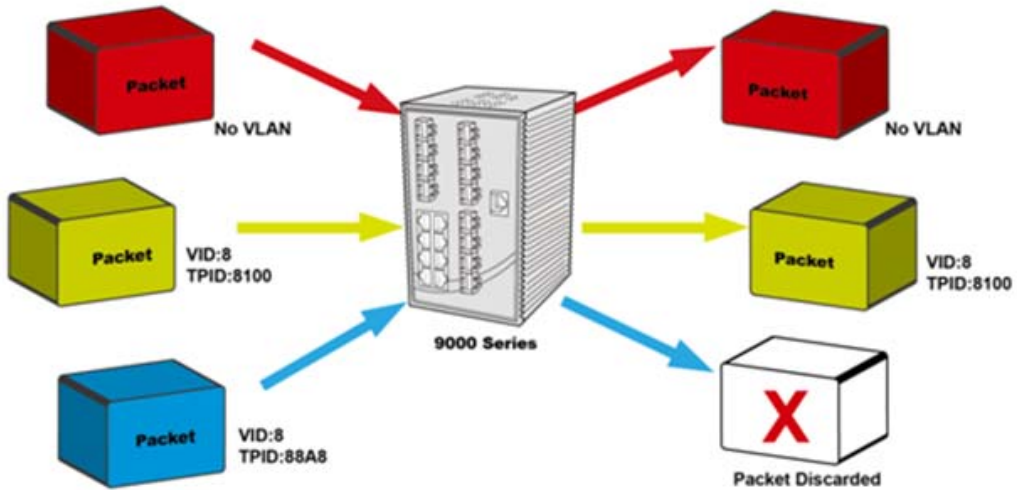 Packet
No VLAN
Packet
No VLAN
Packet
VID:8
TPID:8100
Packet
VID:8
TPID:8100
9000 Series
Packet
VID:8
TPID:88A8
X
Packet Discarded